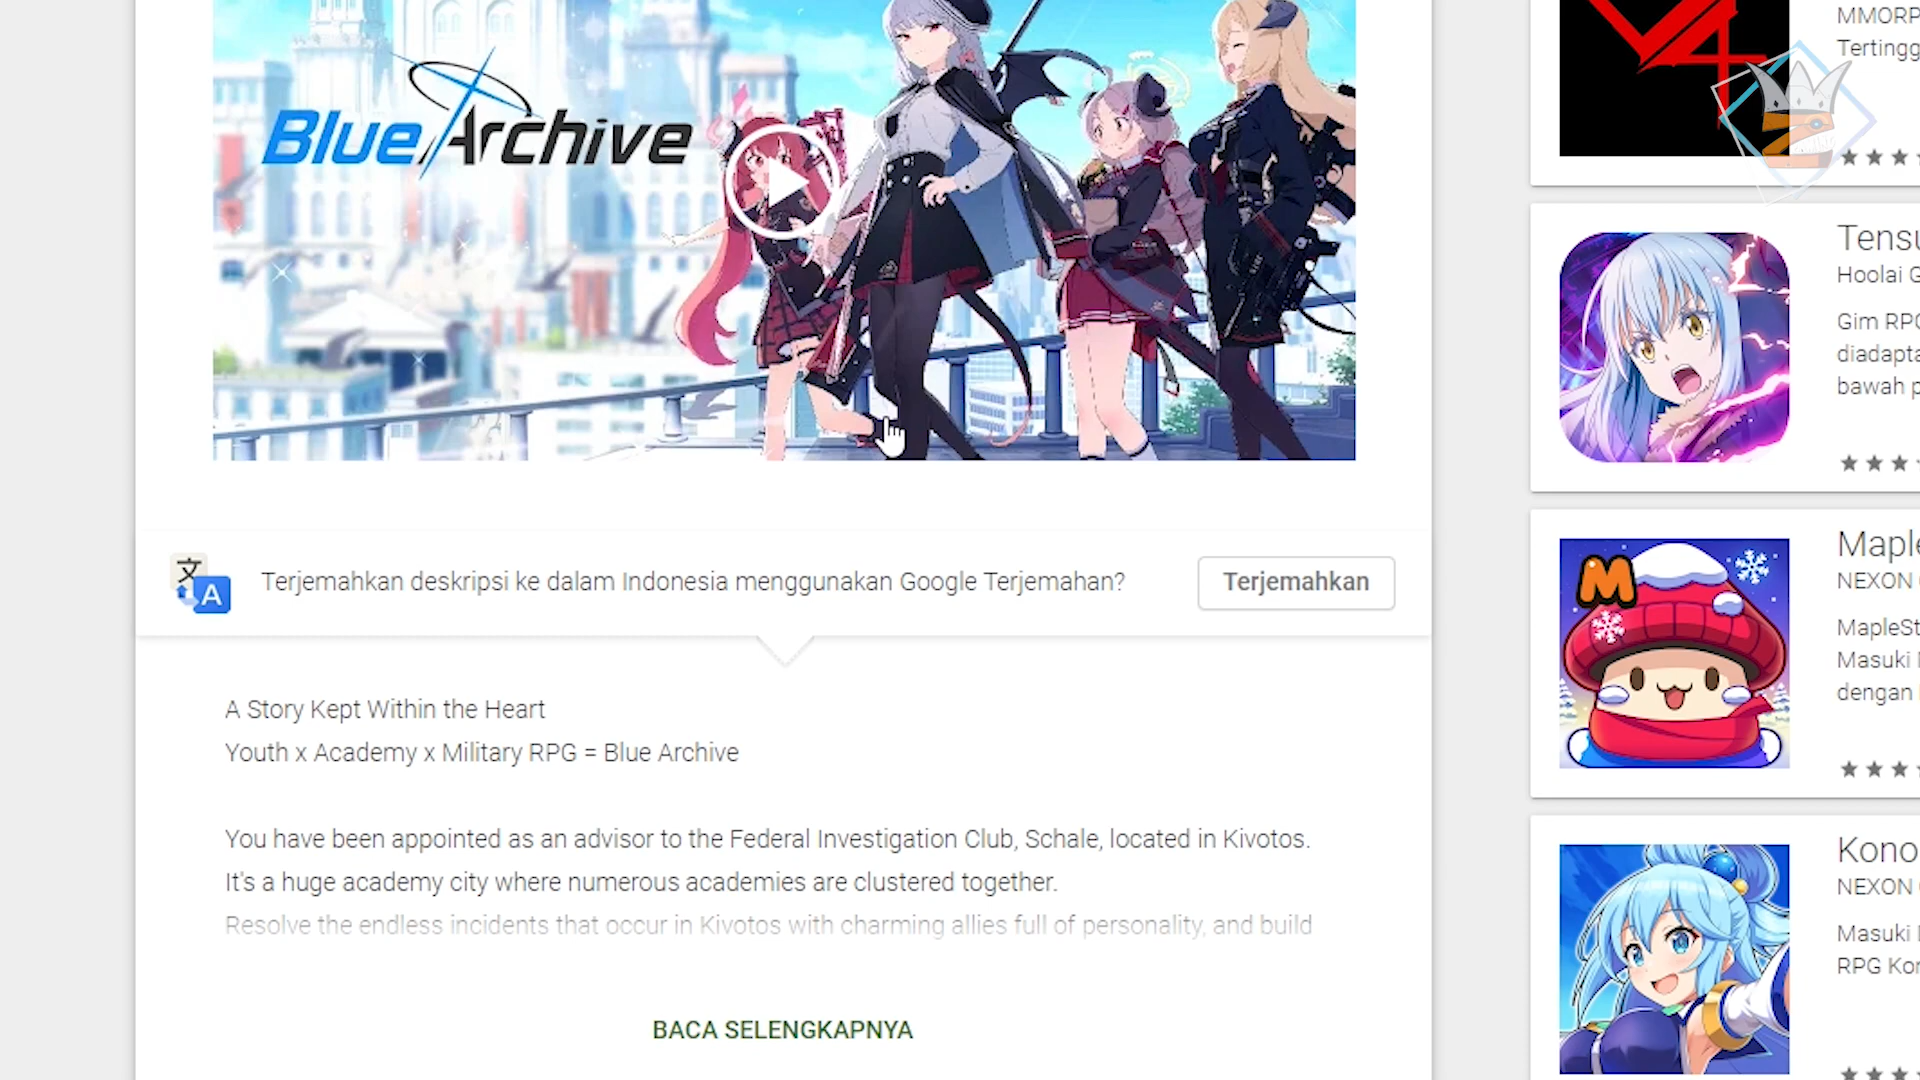 Blue Archive
Terjemahkan deskripsi ke dalam Indonesia menggunakan Google Terjemahan?
Terjemahkan
A Story Kept Within the Heart
Youth x Academy x Military RPG = Blue Archive
You have been appointed as an advisor to the Federal Investigation Club, Schale, located in Kivotos.
It's a huge academy city where numerous academies are clustered together.
Resolve the endless incidents that occur in Kivotos with charming allies full of personality, and build
BACA SELENGKAPNYA
MMORP
Tertingg
Tensu
Hoolai G
Gim RPG
diadapta
bawah p
M
Maple
NEXON
MapleSt
Masuki
dengan
Kono
NEXON
Masuki
RPG Kon